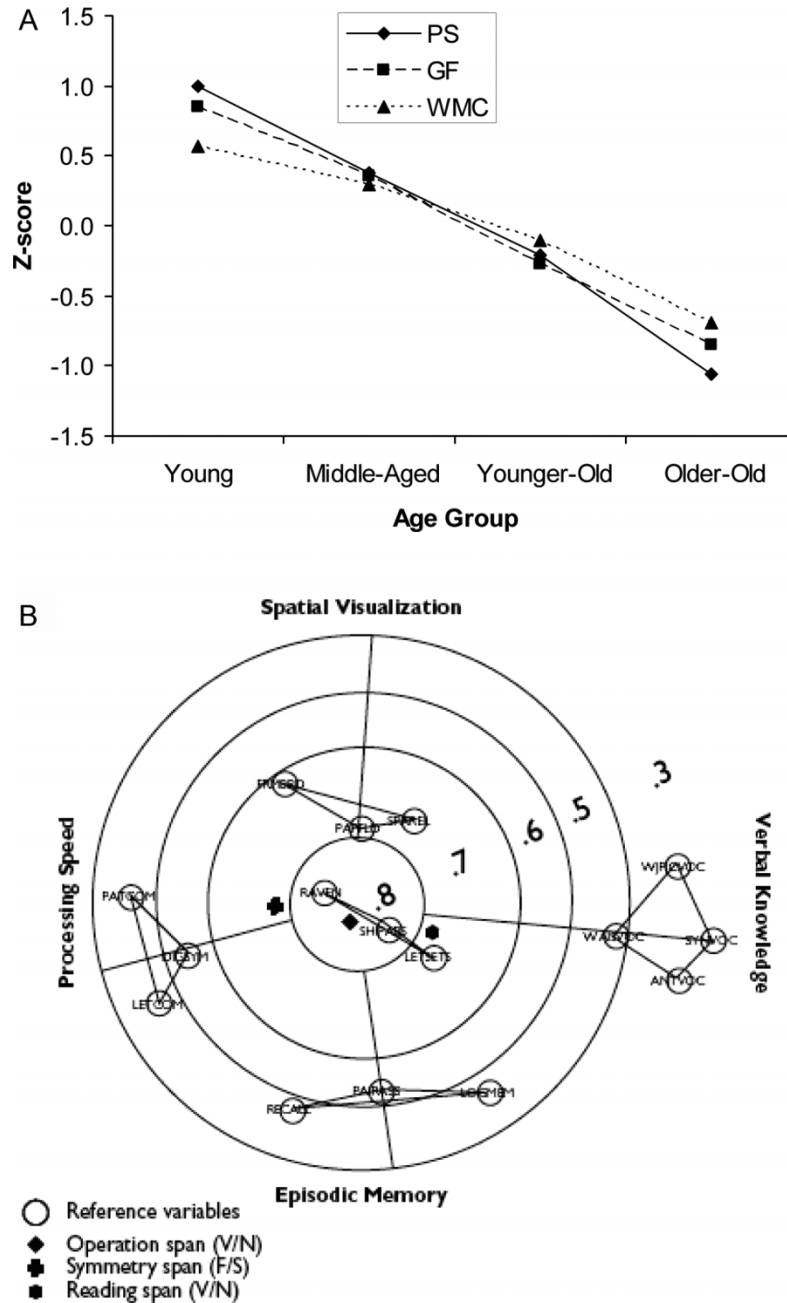 A
1.5
PS
GF
WMC
1.0
0.5
0.0
-0.5
-1.0
-1.5
Z-score
Young Middle-Aged Younger-Old Older-Old
Age Group
B
Spatial Visualization
.3
.5
.6
.7
.8
SPAREL
PAPFLD
RAVEN
SHIPABS
LETSETS
Processing Speed
PATCOM
DIGSYM
LETCOM
Verbal Knowledge
SYNVOC
ANTVOC
PAIRASS
LOGMEM
RECALL
Episodic Memory
Reference variables
Operation span (V/N)
Symmetry span (F/S)
Reading span (V/N)